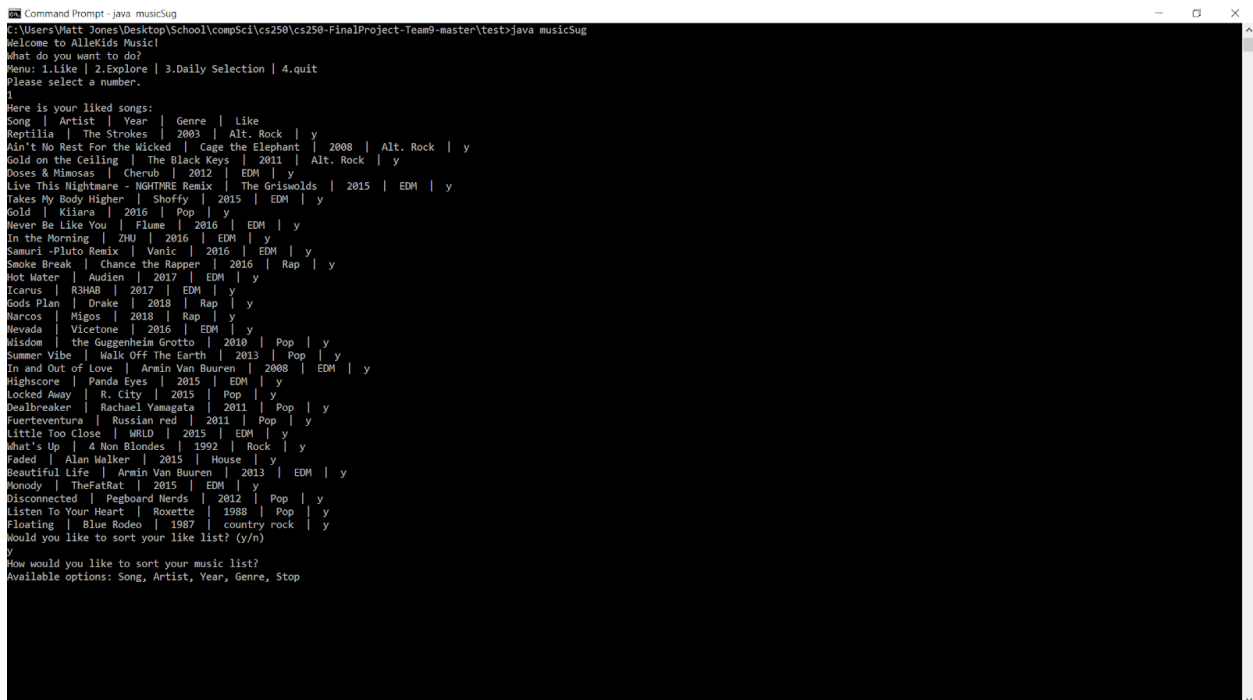 Command Prompt - java musicSug
C:\Users\Matt Jones\Desktop\School\compSci\cs250\cs250-FinalProject-Team9-master\test>java musicSug
Welcome to AlleKids Music!
What do you want to do?
Menu: 1.Like | 2.Explore | 3.Daily Selection | 4.quit
Please select a number.
1
Here is your liked songs:
Song | Artist | Year | Genre | Like
Reptilia | The Strokes | 2003 | Alt. Rock | y
Ain't No Rest For the Wicked | Cage the Elephant | 2008 | Alt. Rock | y
Gold on the Ceiling | The Black Keys | 2011 | Alt. Rock | y
Doses & Mimosas | Cherub | 2012 | EDM | y
Live This Nightmare - NGHTMRE Remix | The Griswolds | 2015 | EDM | y
Takes My Body Higher | Shoffy | 2015 | EDM | y
Gold | Kiiara | 2016 | Pop | y
Never Be Like You | Flume | 2016 | EDM | y
In the Morning | ZHU | 2016 | EDM | y
Samuri -Pluto Remix | Vanic | 2016 | EDM | y
Smoke Break | Chance the Rapper | 2016 | Rap | y
Hot Water | Audien | 2017 | EDM | y
Icarus | R3HAB | 2017 | EDM | y
Gods Plan | Drake | 2018 | Rap | y
Narcos | Migos | 2018 | Rap | y
Nevada | Vicetone | 2016 | EDM | y
Wisdom | the Guggenheim Grotto | 2010 | Pop | y
Summer Vibe | Walk Off The Earth | 2013 | Pop | y
In and Out of Love | Armin Van Buuren | 2008 | EDM | y
Highscore | Panda Eyes | 2015 | EDM | y
Locked Away | R. City | 2015 | Pop | y
Dealbreaker | Rachael Yamagata | 2011 | Pop | y
Fuerteventura | Russian red | 2011 | Pop | y
Little Too Close | WRLD | 2015 | EDM | y
What's Up | 4 Non Blondes | 1992 | Rock | y
Faded | Alan Walker | 2015 | House | y
Beautiful Life | Armin Van Buuren | 2013 | EDM | y
Monody | TheFatRat | 2015 | EDM | y
Disconnected | Pegboard Nerds | 2012 | Pop | y
Listen To Your Heart | Roxette | 1988 | Pop | y
Floating | Blue Rodeo | 1987 | country rock | y
Would you like to sort your like list? (y/n)
y
How would you like to sort your music list?
Available options: Song, Artist, Year, Genre, Stop